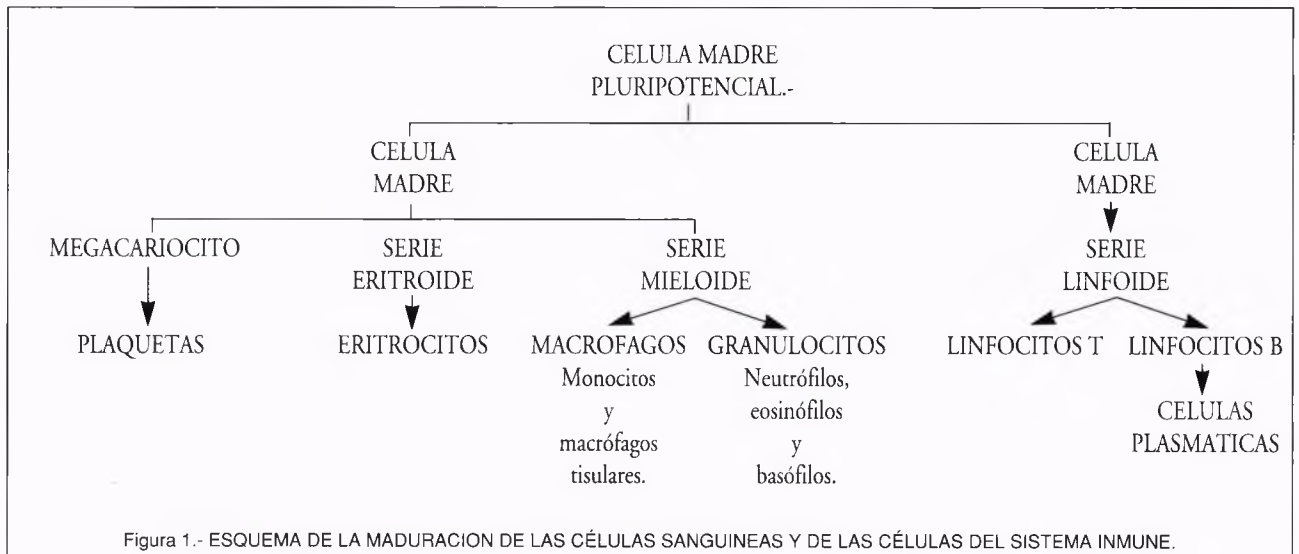 CELULA MADRE
PLURIPOTENCIAL.-
CELULA
MADRE
CELULA
MADRE
MEGACARIOCITO
SERIE
ERITROIDE
SERIE
MIELOIDE
SERIE
LINFOIDE
PLAQUETAS
ERITROCITOS
MACROFAGOS
Monocitos
y
macrófagos
tisulares.
GRANULOCITOS
Neutrófilos,
eosinófilos
y
basófilos.
LINFOCITOS T
LINFOCITOS B
CELULAS
PLASMATICAS
Figura 1.- ESQUEMA DE LA MADURACION DE LAS CÉLULAS SANGUINEAS Y DE LAS CÉLULAS DEL SISTEMA INMUNE.